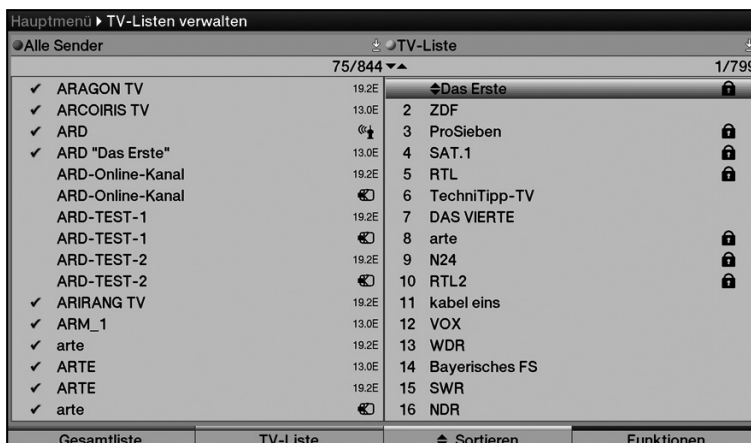 Hauptmenü ▸ TV-Listen verwalten
Alle Sender
75/844
✔ ARAGON TV 19.2E
✔ ARCOIRIS TV 13.0E
✔ ARD
✔ ARD "Das Erste" 13.0E
ARD-Online-Kanal 19.2E
ARD-Online-Kanal
ARD-TEST-1 19.2E
ARD-TEST-1
ARD-TEST-2 19.2E
ARD-TEST-2
✔ ARIRANG TV 19.2E
✔ ARM_1 13.0E
✔ arte 19.2E
✔ ARTE 13.0E
✔ ARTE 19.2E
✔ arte
TV-Liste
1/799
Das Erste
2 ZDF
3 ProSieben
4 SAT.1
5 RTL
6 TechniTipp-TV
7 DAS VIERTE
8 arte
9 N24
10 RTL2
11 kabel eins
12 VOX
13 WDR
14 Bayerisches FS
15 SWR
16 NDR
Gesamtliste TV-Liste Sortieren Funktionen